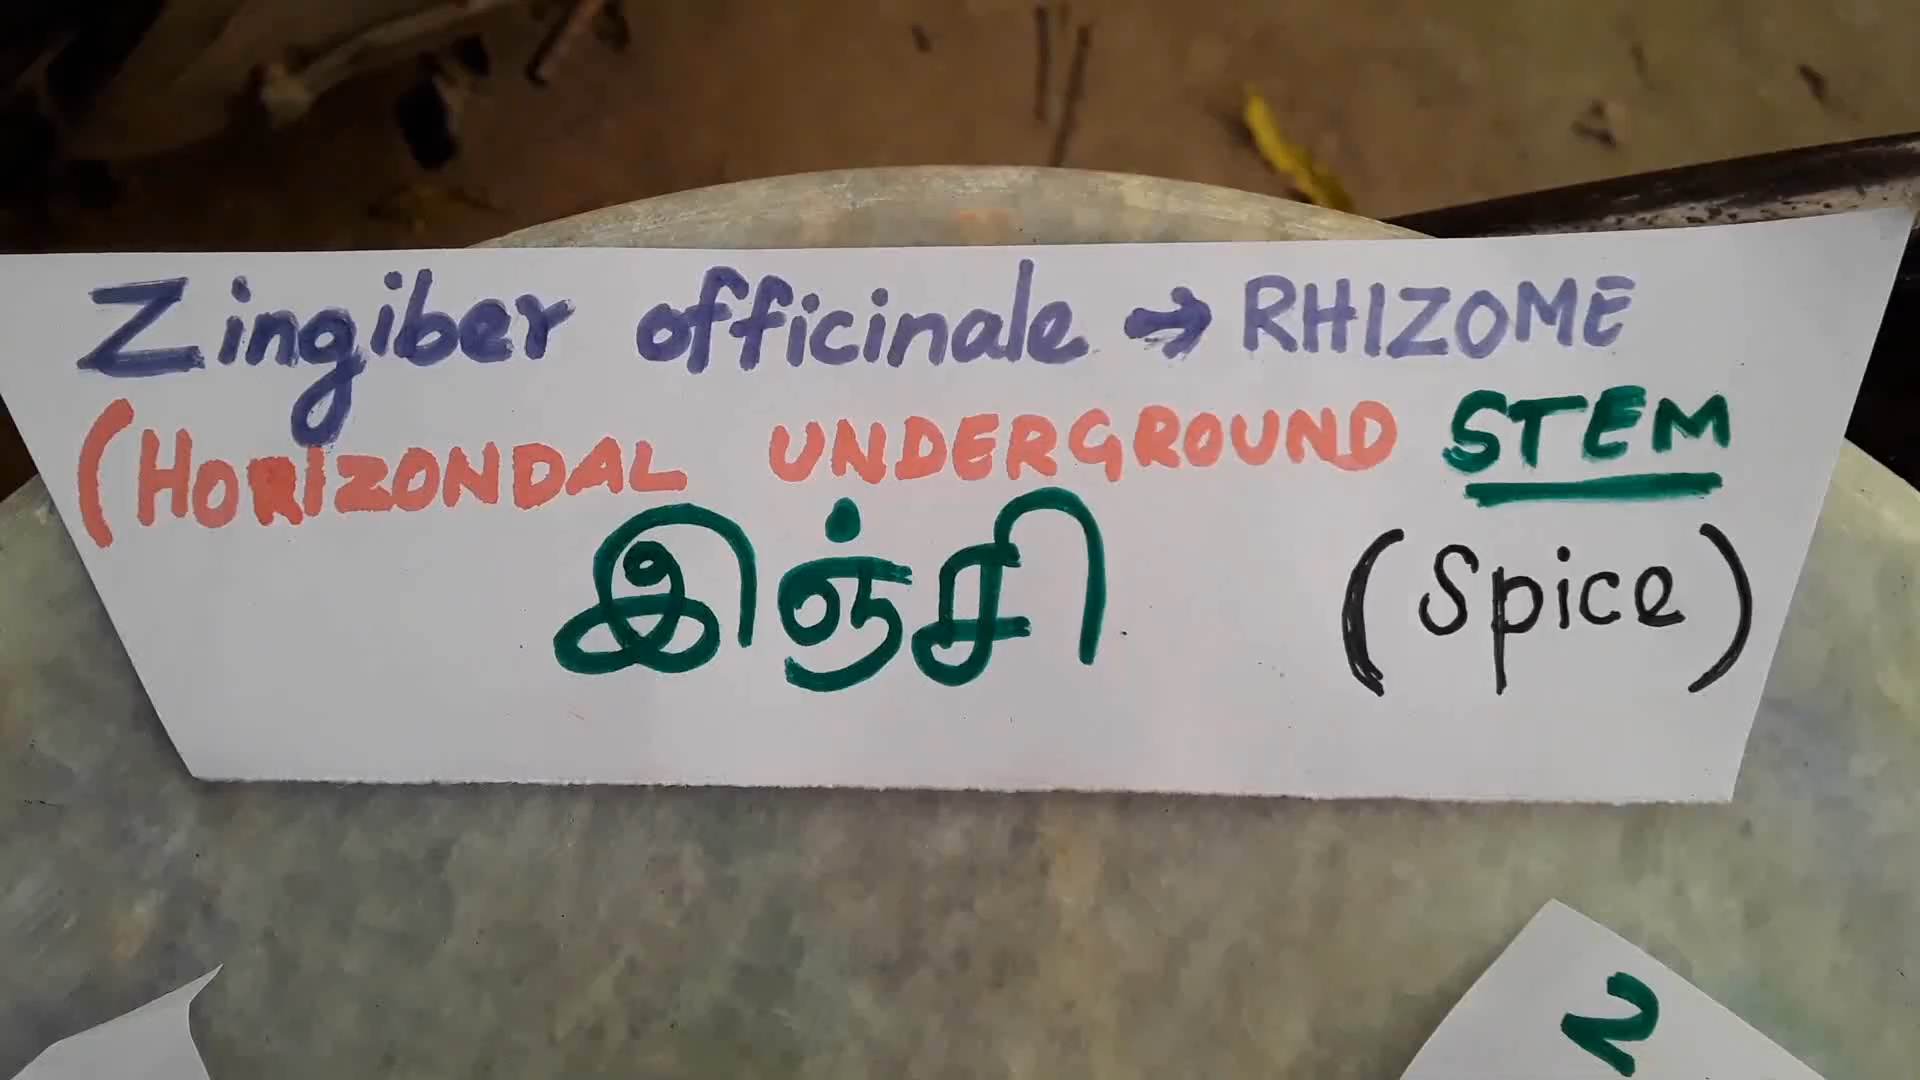 Zingiber officinale → RHIZOME
(HORIZONDAL UNDERGROUND STEM
இஞ்சி (Spice)
2